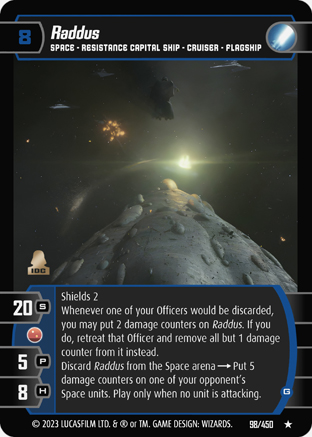 8 Raddus
SPACE - RESISTANCE CAPITAL SHIP - CRUISER - FLAGSHIP
IDC
20 S
5 P
8 H
Shields 2
Whenever one of your Officers would be discarded,
you may put 2 damage counters on Raddus. If you
do, retreat that Officer and remove all but 1 damage
counter from it instead.
Discard Raddus from the Space arena → Put 5
damage counters on one of your opponent's
Space units. Play only when no unit is attacking.
G
© 2023 LUCASFILM LTD. & ® or TM. GAME DESIGN: WIZARDS. 98/450 ★